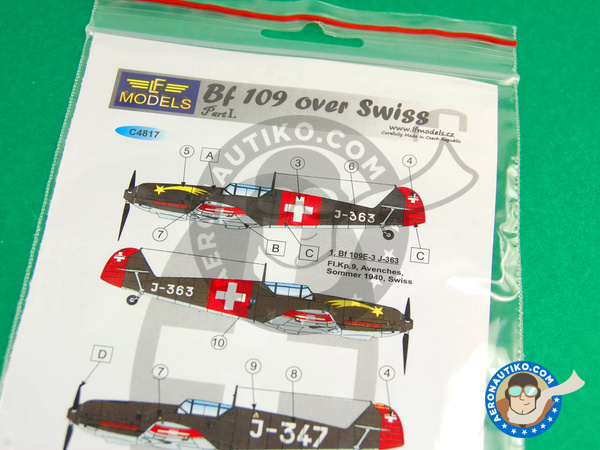 LF
MODELS
Bf 109 over Swiss
Part I.
www.lfmodels.cz
Carefully Made in Czech Republic
C4817
5
A
3
6
4
J-363
7
B
C
C
1. Bf 109E-3 J-363
Fl.Kp.9, Avenches,
Sommer 1940, Swiss
J-363
10
D
7
9
8
4
J-347
AERONAUTIKO.COM
AERONAUTIKO.COM